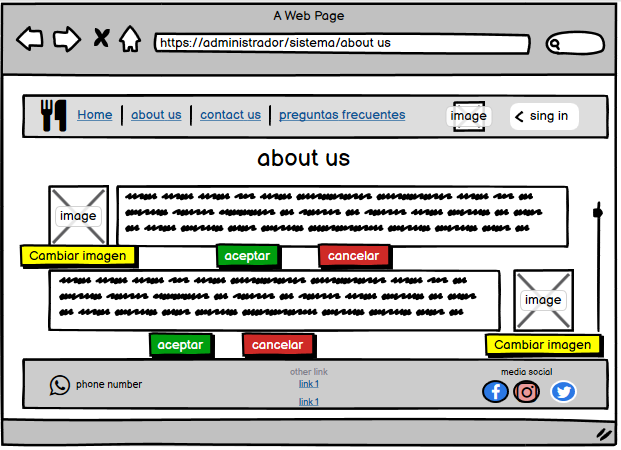 A Web Page
https://administrador/sistema/about us
Home about us contact us preguntas frecuentes image sing in
about us
image
Cambiar imagen aceptar cancelar
image
aceptar cancelar Cambiar imagen
other link media social
phone number link 1
link 1